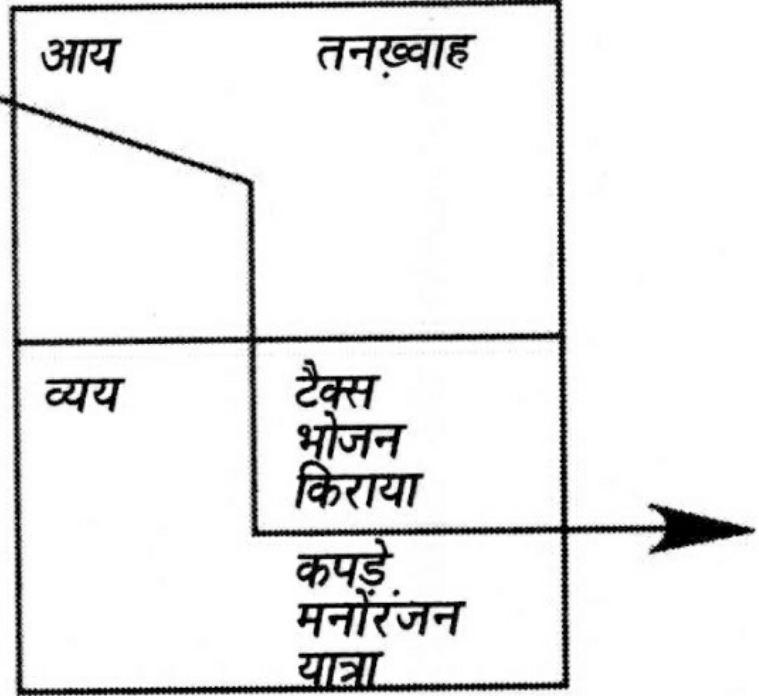 आय तनख़्वाह
व्यय टैक्स
भोजन
किराया
कपड़े
मनोरंजन
यात्रा